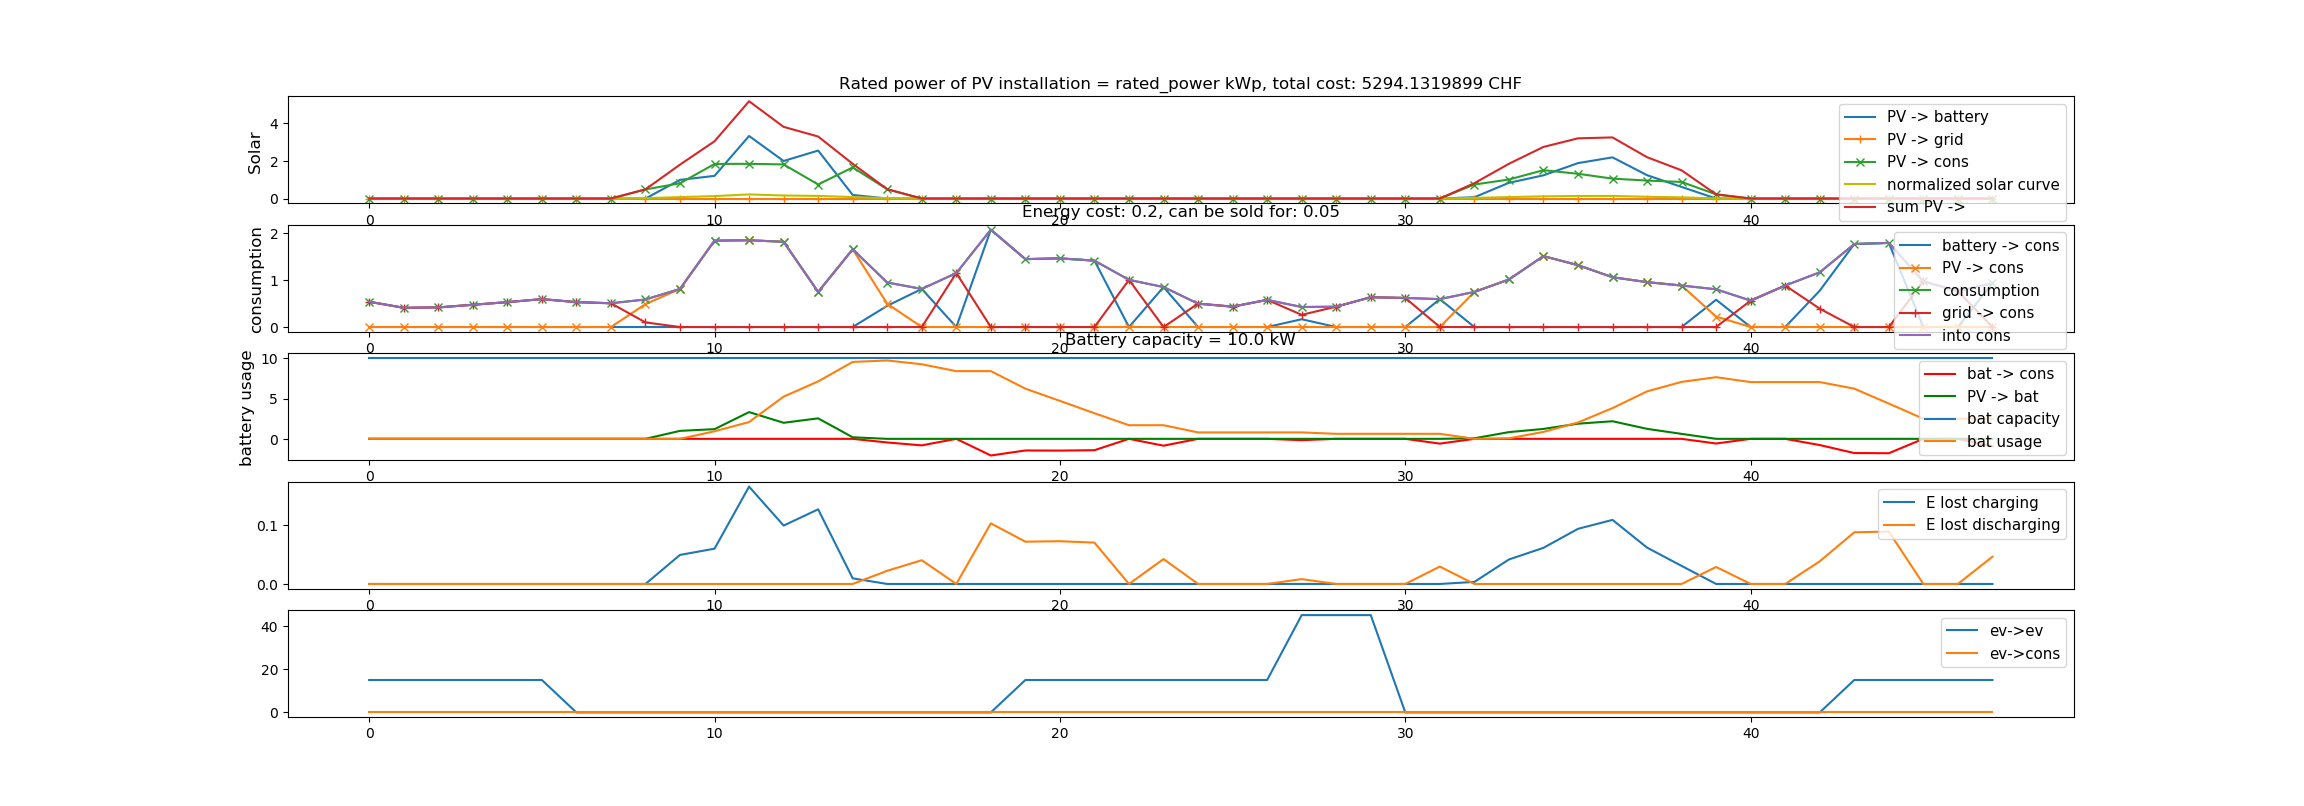 Rated power of PV installation = rated_power kWp, total cost: 5294.1319899 CHF
Solar
4
2
0
PV -> battery
PV -> grid
PV -> cons
normalized solar curve
sum PV ->
0 10 20 30 40
Energy cost: 0.2, can be sold for: 0.05
consumption
2
1
0
battery -> cons
PV -> cons
consumption
grid -> cons
into cons
0 10 20 30 40
Battery capacity = 10.0 kW
battery usage
10
5
0
bat -> cons
PV -> bat
bat capacity
bat usage
0 10 20 30 40
0.1
0.0
E lost charging
E lost discharging
0 10 20 30 40
40
20
0
ev->ev
ev->cons
0 10 20 30 40